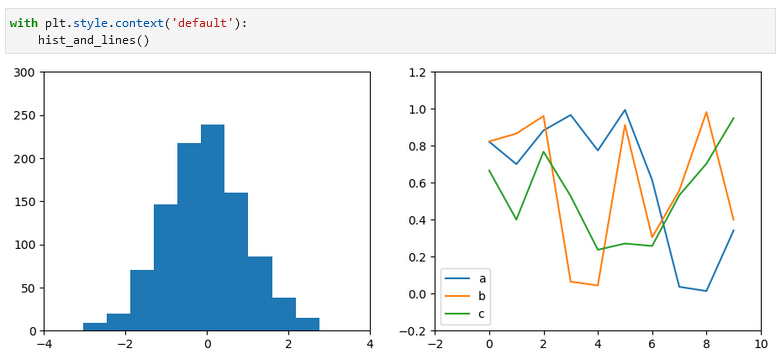 with plt.style.context('default'):
hist_and_lines()
300
250
200
150
100
50
0
−4 −2 0 2 4
1.2
1.0
0.8
0.6
0.4
0.2
0.0
−0.2
a
b
c
−2 0 2 4 6 8 10